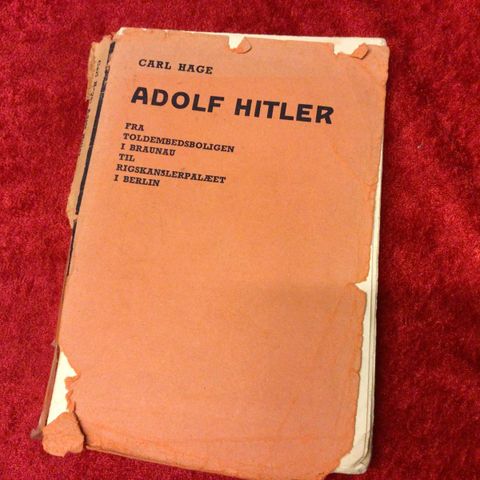 CARL HAGE
ADOLF HITLER
FRA
TOLDEMBEDSBOLIGEN
I BRAUNAU
TIL
RIGSKANSLERPALÆET
I BERLIN